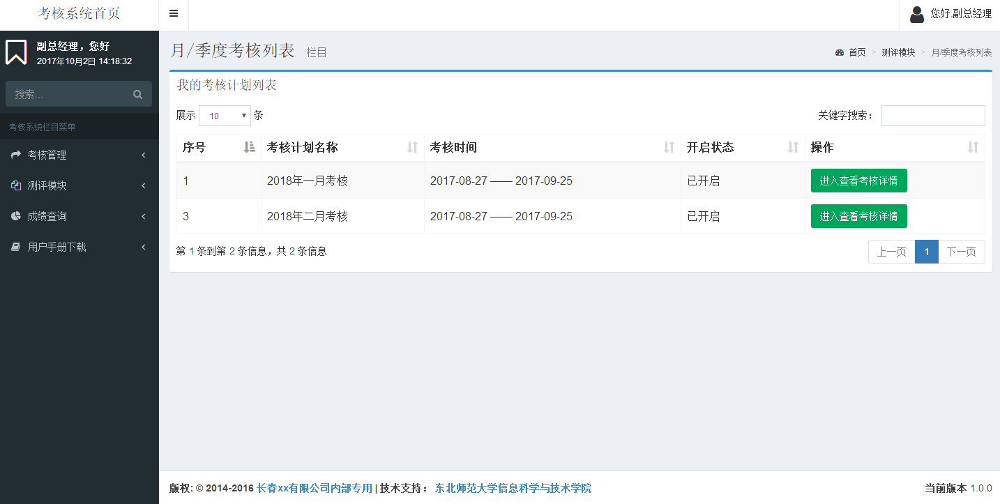 考核系统首页
您好,副总经理
副总经理，您好
2017年10月2日 14:18:32
搜索...
考核系统栏目菜单
考核管理
测评模块
成绩查询
用户手册下载
月/季度考核列表 栏目
首页 > 测评模块 > 月/季度考核列表
我的考核计划列表
展示 10 条 关键字搜索：
序号 考核计划名称 考核时间 开启状态 操作
1 2018年一月考核 2017-08-27 —— 2017-09-25 已开启 进入查看考核详情
3 2018年二月考核 2017-08-27 —— 2017-09-25 已开启 进入查看考核详情
第 1 条到第 2 条信息，共 2 条信息 上一页 1 下一页
版权: © 2014-2016 长春xx有限公司内部专用 | 技术支持： 东北师范大学信息科学与技术学院 当前版本 1.0.0